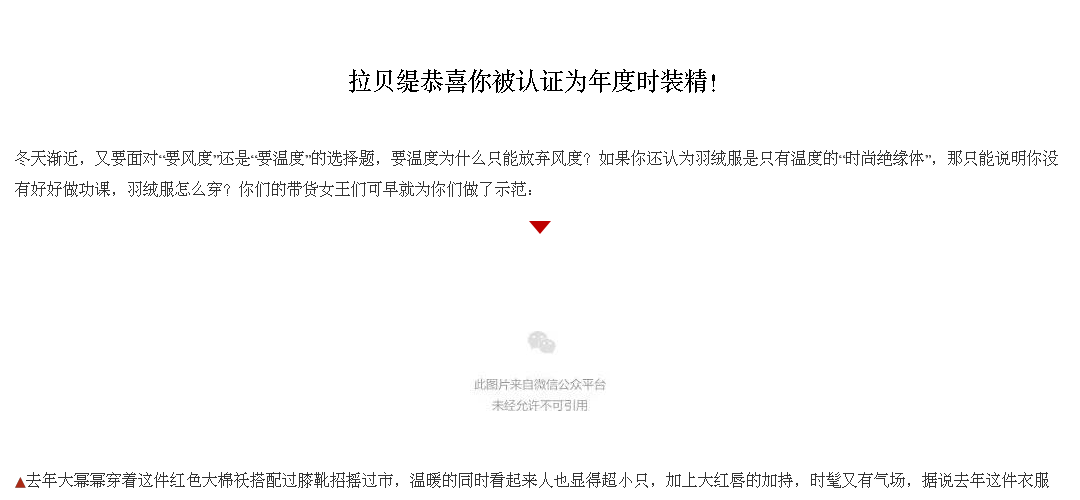 拉贝缇恭喜你被认证为年度时装精!
冬天渐近，又要面对“要风度”还是“要温度”的选择题，要温度为什么只能放弃风度？如果你还认为羽绒服是只有温度的“时尚绝缘体”，那只能说明你没
有好好做功课，羽绒服怎么穿？你们的带货女王们可早就为你们做了示范：
此图片来自微信公众平台
未经允许不可引用
▲去年大幂幂穿着这件红色大棉袄搭配过膝靴招摇过市，温暖的同时看起来人也显得超小只，加上大红唇的加持，时髦又有气场，据说去年这件衣服